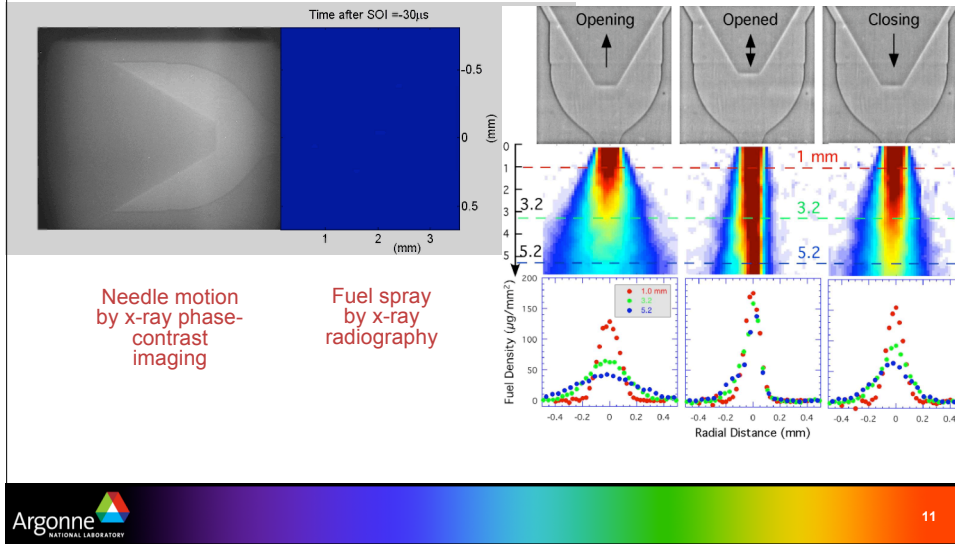 Time after SOI =-30µs
-0.5
0
0.5
(mm)
1 2 3
(mm)
Needle motion
by x-ray phase-
contrast
imaging
Fuel spray
by x-ray
radiography
Opening
Opened
Closing
0
1
2
3
4
5
3.2
5.2
1 mm
3.2
5.2
Fuel Density (µg/mm²)
200
150
100
50
0
1.0 mm
3.2
5.2
-0.4 -0.2 0 0.2 0.4
-0.4 -0.2 0 0.2 0.4
-0.4 -0.2 0 0.2 0.4
Radial Distance (mm)
Argonne
NATIONAL LABORATORY
11